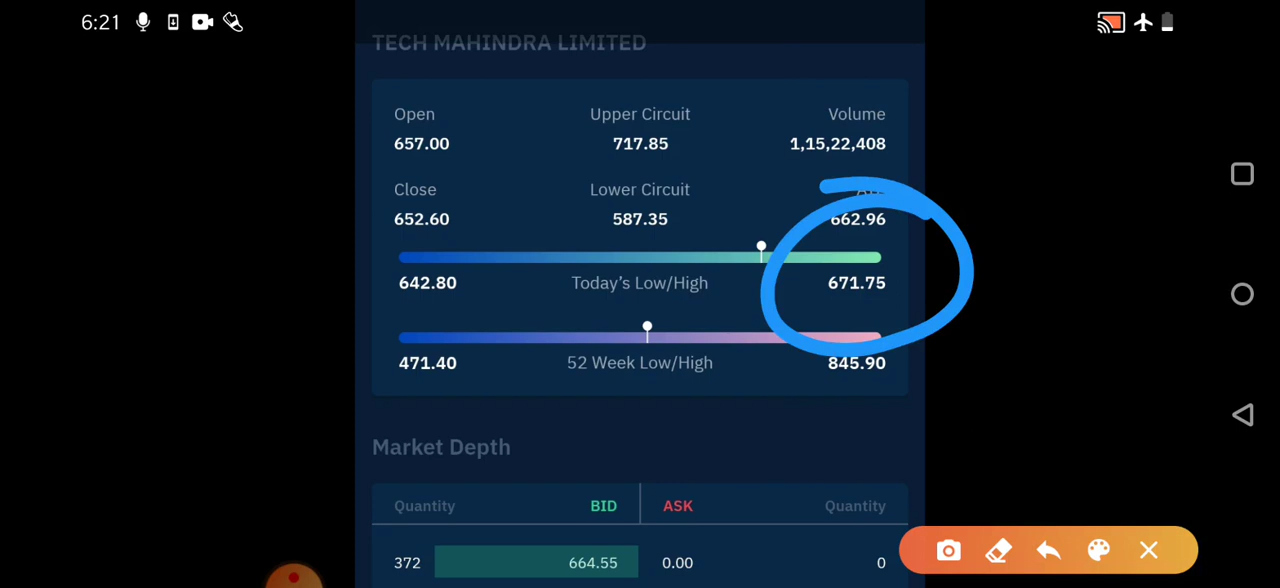 6:21
TECH MAHINDRA LIMITED
Open Upper Circuit Volume
657.00 717.85 1,15,22,408
Close Lower Circuit
652.60 587.35 662.96
642.80 Today's Low/High 671.75
471.40 52 Week Low/High 845.90
Market Depth
Quantity BID ASK Quantity
372 664.55 0.00 0